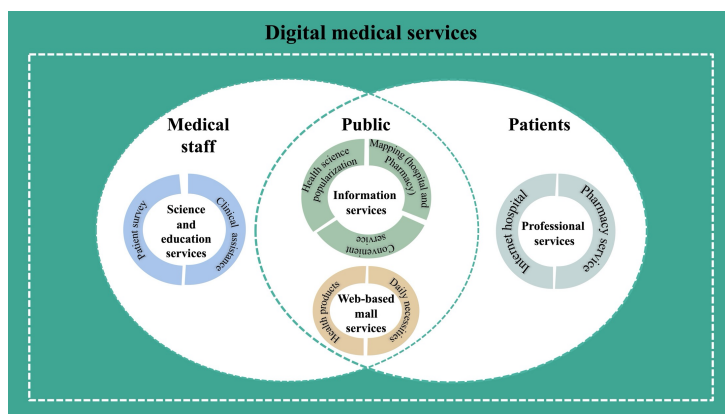 Digital medical services
Medical
staff
Public
Patients
Patient survey
Clinical assistance
Science
and
education
services
Health science
popularization
Mapping (hospital and
Pharmacy)
Convenient
service
Information
services
Internet hospital
Pharmacy service
Professional
services
Health products
Daily necessities
Web-based
mall
services